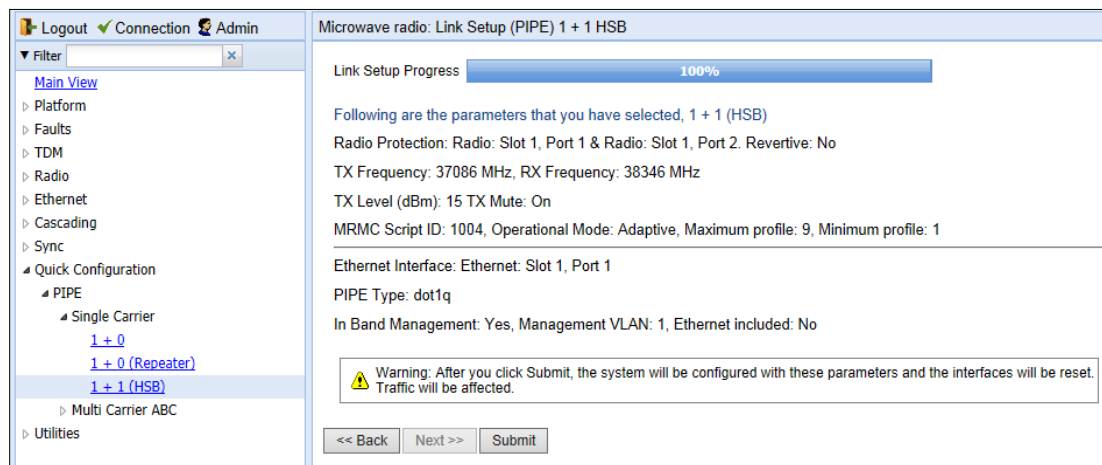 Logout Connection Admin
Filter
Main View
Platform
Faults
TDM
Radio
Ethernet
Cascading
Sync
Quick Configuration
PIPE
Single Carrier
1 + 0
1 + 0 (Repeater)
1 + 1 (HSB)
Multi Carrier ABC
Utilities
Microwave radio: Link Setup (PIPE) 1 + 1 HSB
Link Setup Progress 100%
Following are the parameters that you have selected, 1 + 1 (HSB)
Radio Protection: Radio: Slot 1, Port 1 & Radio: Slot 1, Port 2. Revertive: No
TX Frequency: 37086 MHz, RX Frequency: 38346 MHz
TX Level (dBm): 15 TX Mute: On
MRMC Script ID: 1004, Operational Mode: Adaptive, Maximum profile: 9, Minimum profile: 1
Ethernet Interface: Ethernet: Slot 1, Port 1
PIPE Type: dot1q
In Band Management: Yes, Management VLAN: 1, Ethernet included: No
Warning: After you click Submit, the system will be configured with these parameters and the interfaces will be reset.
Traffic will be affected.
<< Back Next >> Submit